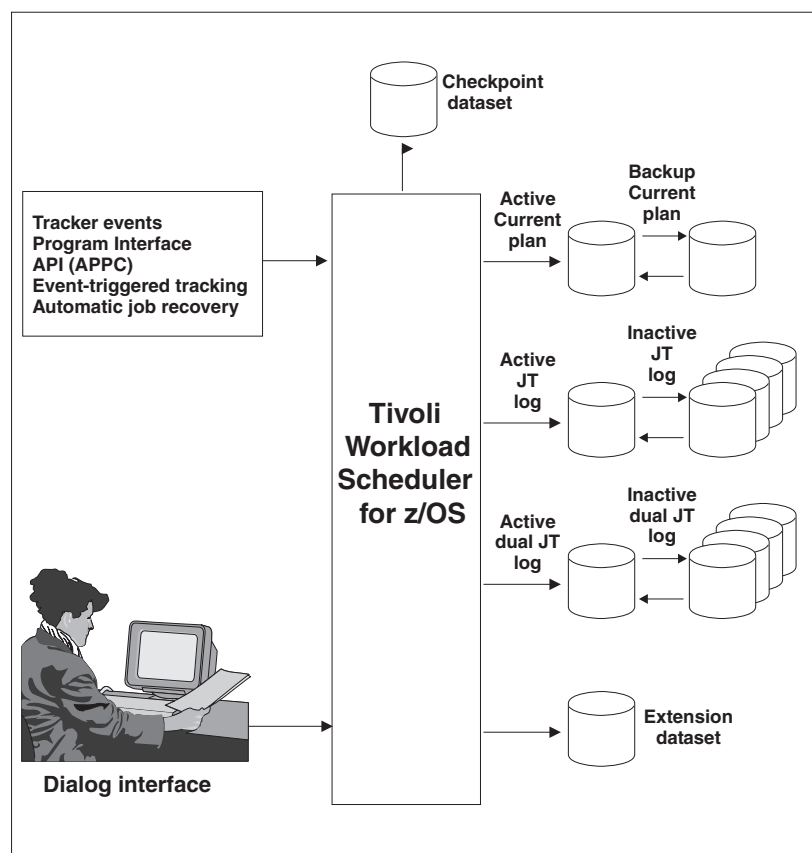 Checkpoint
dataset
Tracker events
Program Interface
API (APPC)
Event-triggered tracking
Automatic job recovery
Active
Current
plan
Backup
Current
plan
Active
JT
log
Inactive
JT
log
Tivoli
Workload
Scheduler
for z/OS
Active
dual JT
log
Inactive
dual JT
log
Extension
dataset
Dialog interface